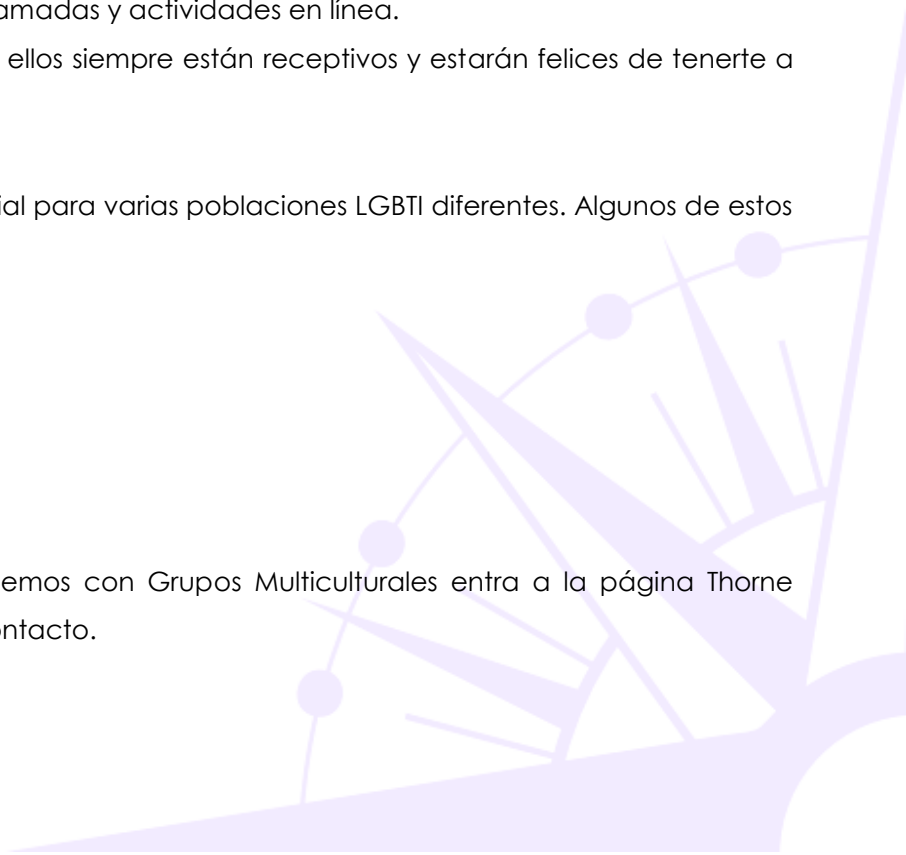 amadas y actividades en línea.
ellos siempre están receptivos y estarán felices de tenerte a
ial para varias poblaciones LGBTI diferentes. Algunos de estos
emos con Grupos Multiculturales entra a la página Thorne
ontacto.